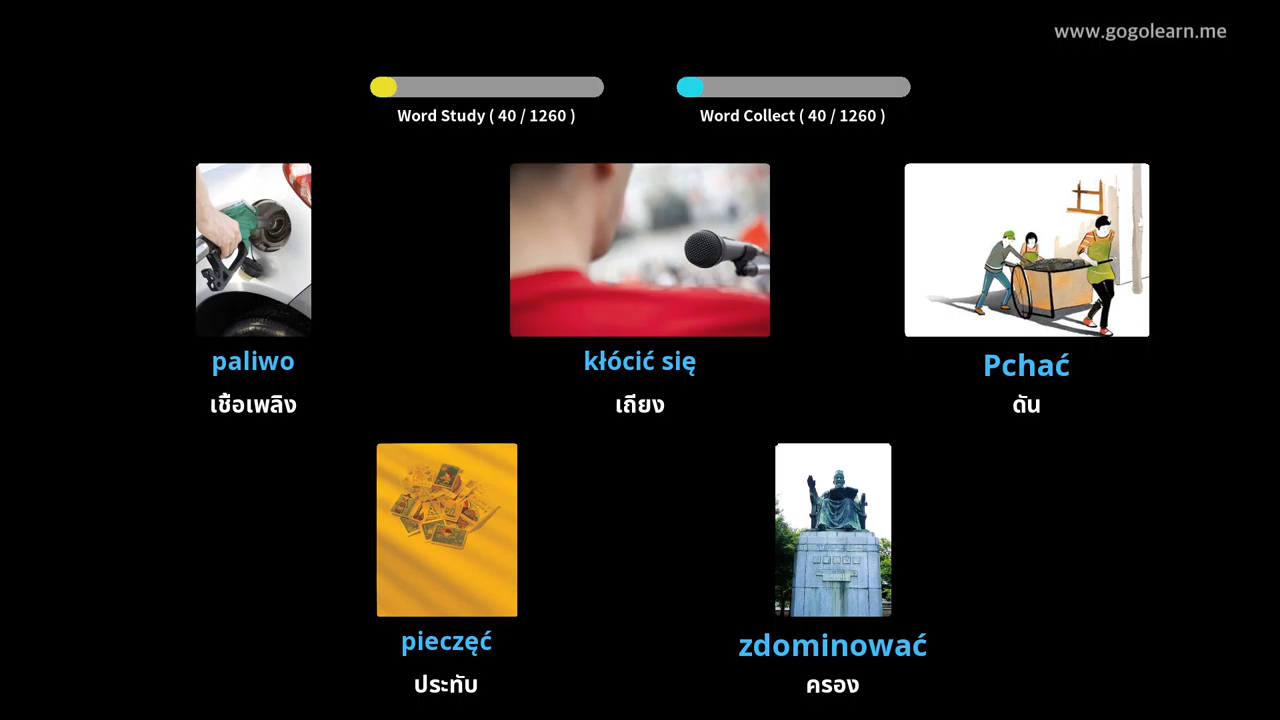 www.gogolearn.me
Word Study ( 40 / 1260 )
Word Collect ( 40 / 1260 )
paliwo
เชื้อเพลิง
kłócić się
เถียง
Pchać
ดัน
pieczęć
ประทับ
zdominować
ครอง